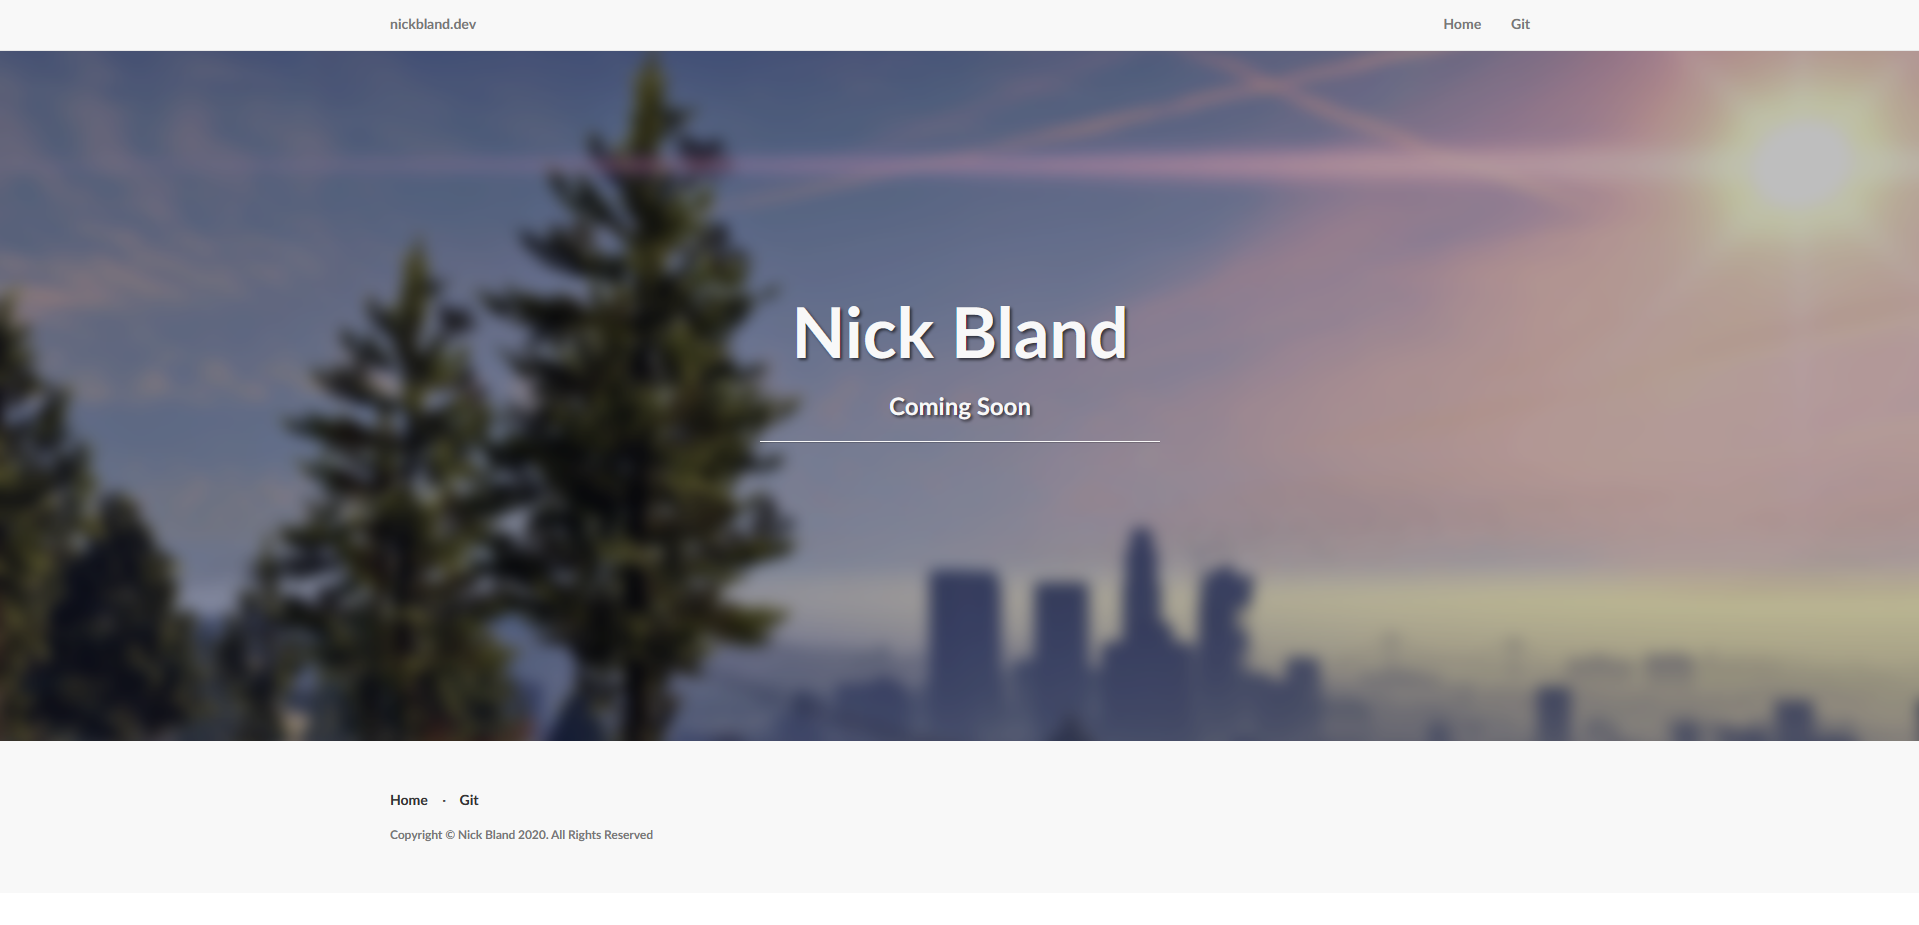 nickbland.dev Home Git
Nick Bland
Coming Soon
Home · Git
Copyright © Nick Bland 2020. All Rights Reserved